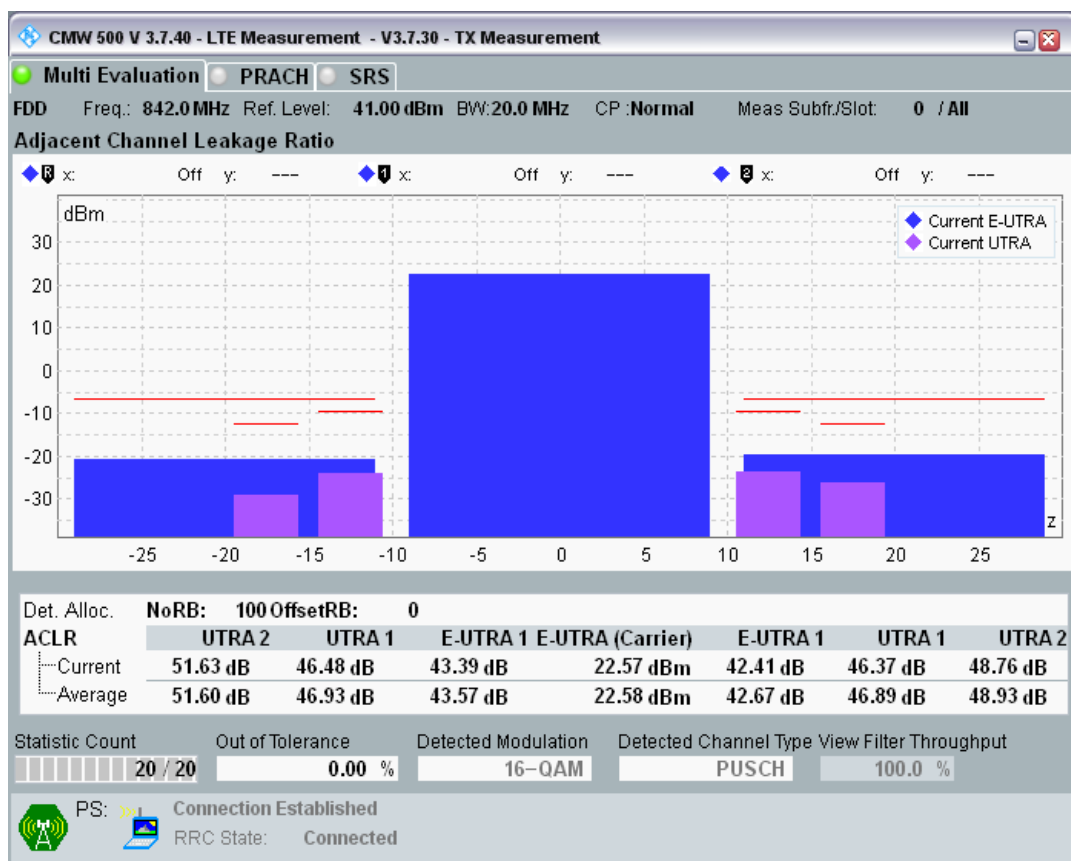 CMW 500 V 3.7.40 - LTE Measurement - V3.7.30 - TX Measurement
Multi Evaluation PRACH SRS
FDD Freq.: 842.0 MHz Ref. Level: 41.00 dBm BW:20.0 MHz CP :Normal Meas Subfr./Slot: 0 / All
Adjacent Channel Leakage Ratio
R x: Off y: --- 1 x: Off y: --- 2 x: Off y: ---
dBm
Current E-UTRA
Current UTRA
30
20
10
0
-10
-20
-30
z
-25 -20 -15 -10 -5 0 5 10 15 20 25
Det. Alloc. NoRB: 100 OffsetRB: 0
ACLR UTRA 2 UTRA 1 E-UTRA 1 E-UTRA (Carrier) E-UTRA 1 UTRA 1 UTRA 2
Current 51.63 dB 46.48 dB 43.39 dB 22.57 dBm 42.41 dB 46.37 dB 48.76 dB
Average 51.60 dB 46.93 dB 43.57 dB 22.58 dBm 42.67 dB 46.89 dB 48.93 dB
Statistic Count Out of Tolerance Detected Modulation Detected Channel Type View Filter Throughput
20 / 20 0.00 % 16-QAM PUSCH 100.0 %
PS: Connection Established
RRC State: Connected